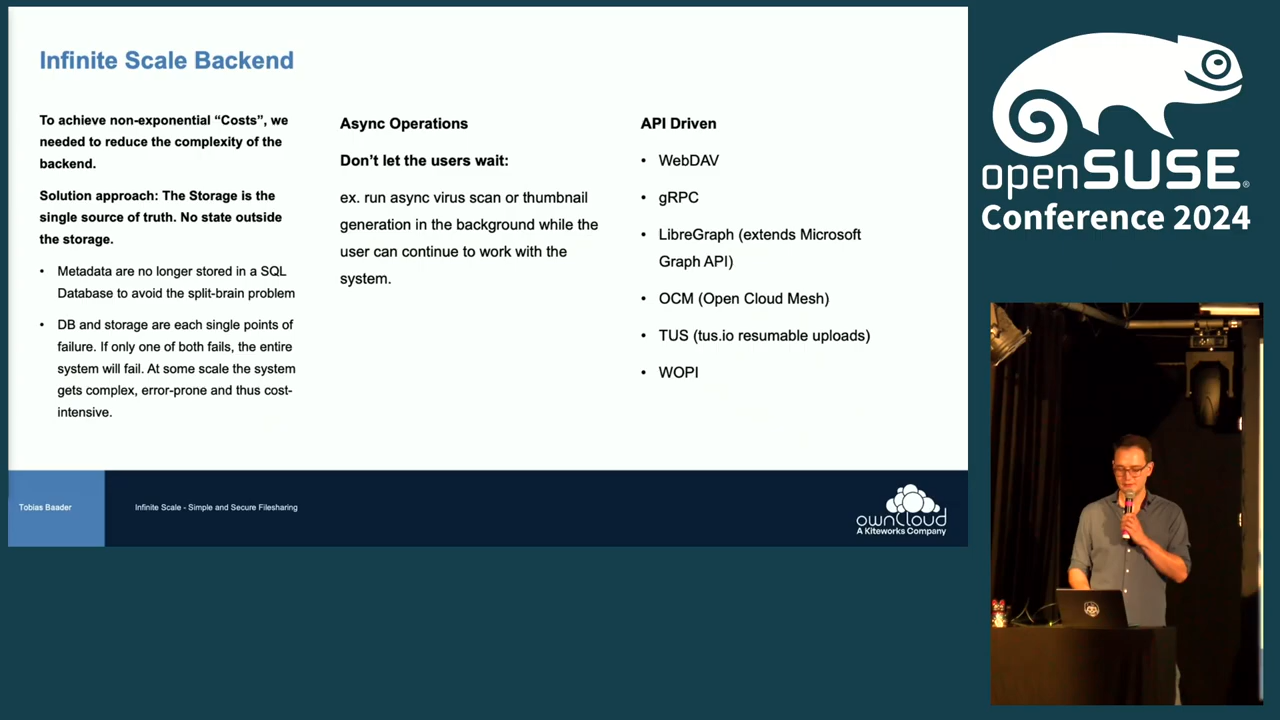 Infinite Scale Backend
To achieve non-exponential “Costs”, we
needed to reduce the complexity of the
backend.
Solution approach: The Storage is the
single source of truth. No state outside
the storage.
• Metadata are no longer stored in a SQL
Database to avoid the split-brain problem
• DB and storage are each single points of
failure. If only one of both fails, the entire
system will fail. At some scale the system
gets complex, error-prone and thus cost-
intensive.
Async Operations
Don’t let the users wait:
ex. run async virus scan or thumbnail
generation in the background while the
user can continue to work with the
system.
API Driven
• WebDAV
• gRPC
• LibreGraph (extends Microsoft
Graph API)
• OCM (Open Cloud Mesh)
• TUS (tus.io resumable uploads)
• WOPI
Tobias Baader
Infinite Scale - Simple and Secure Filesharing
ownCloud
A Kiteworks Company
openSUSE®
Conference 2024